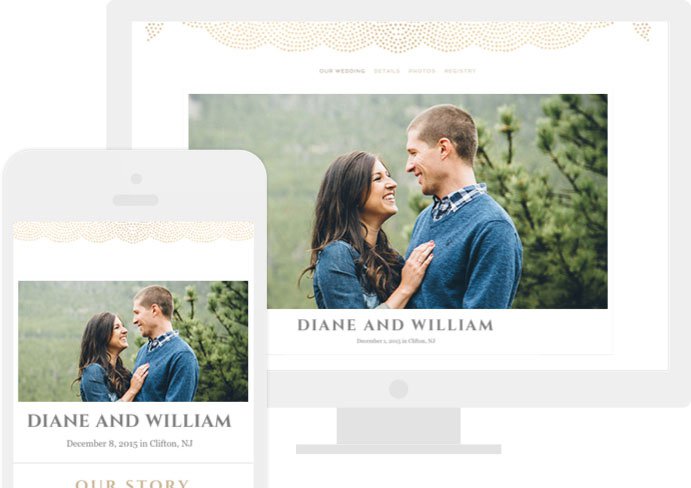 OUR WEDDING DETAILS PHOTOS REGISTRY
DIANE AND WILLIAM
December 1, 2015 in Clifton, NJ
DIANE AND WILLIAM
December 8, 2015 in Clifton, NJ
OUR STORY